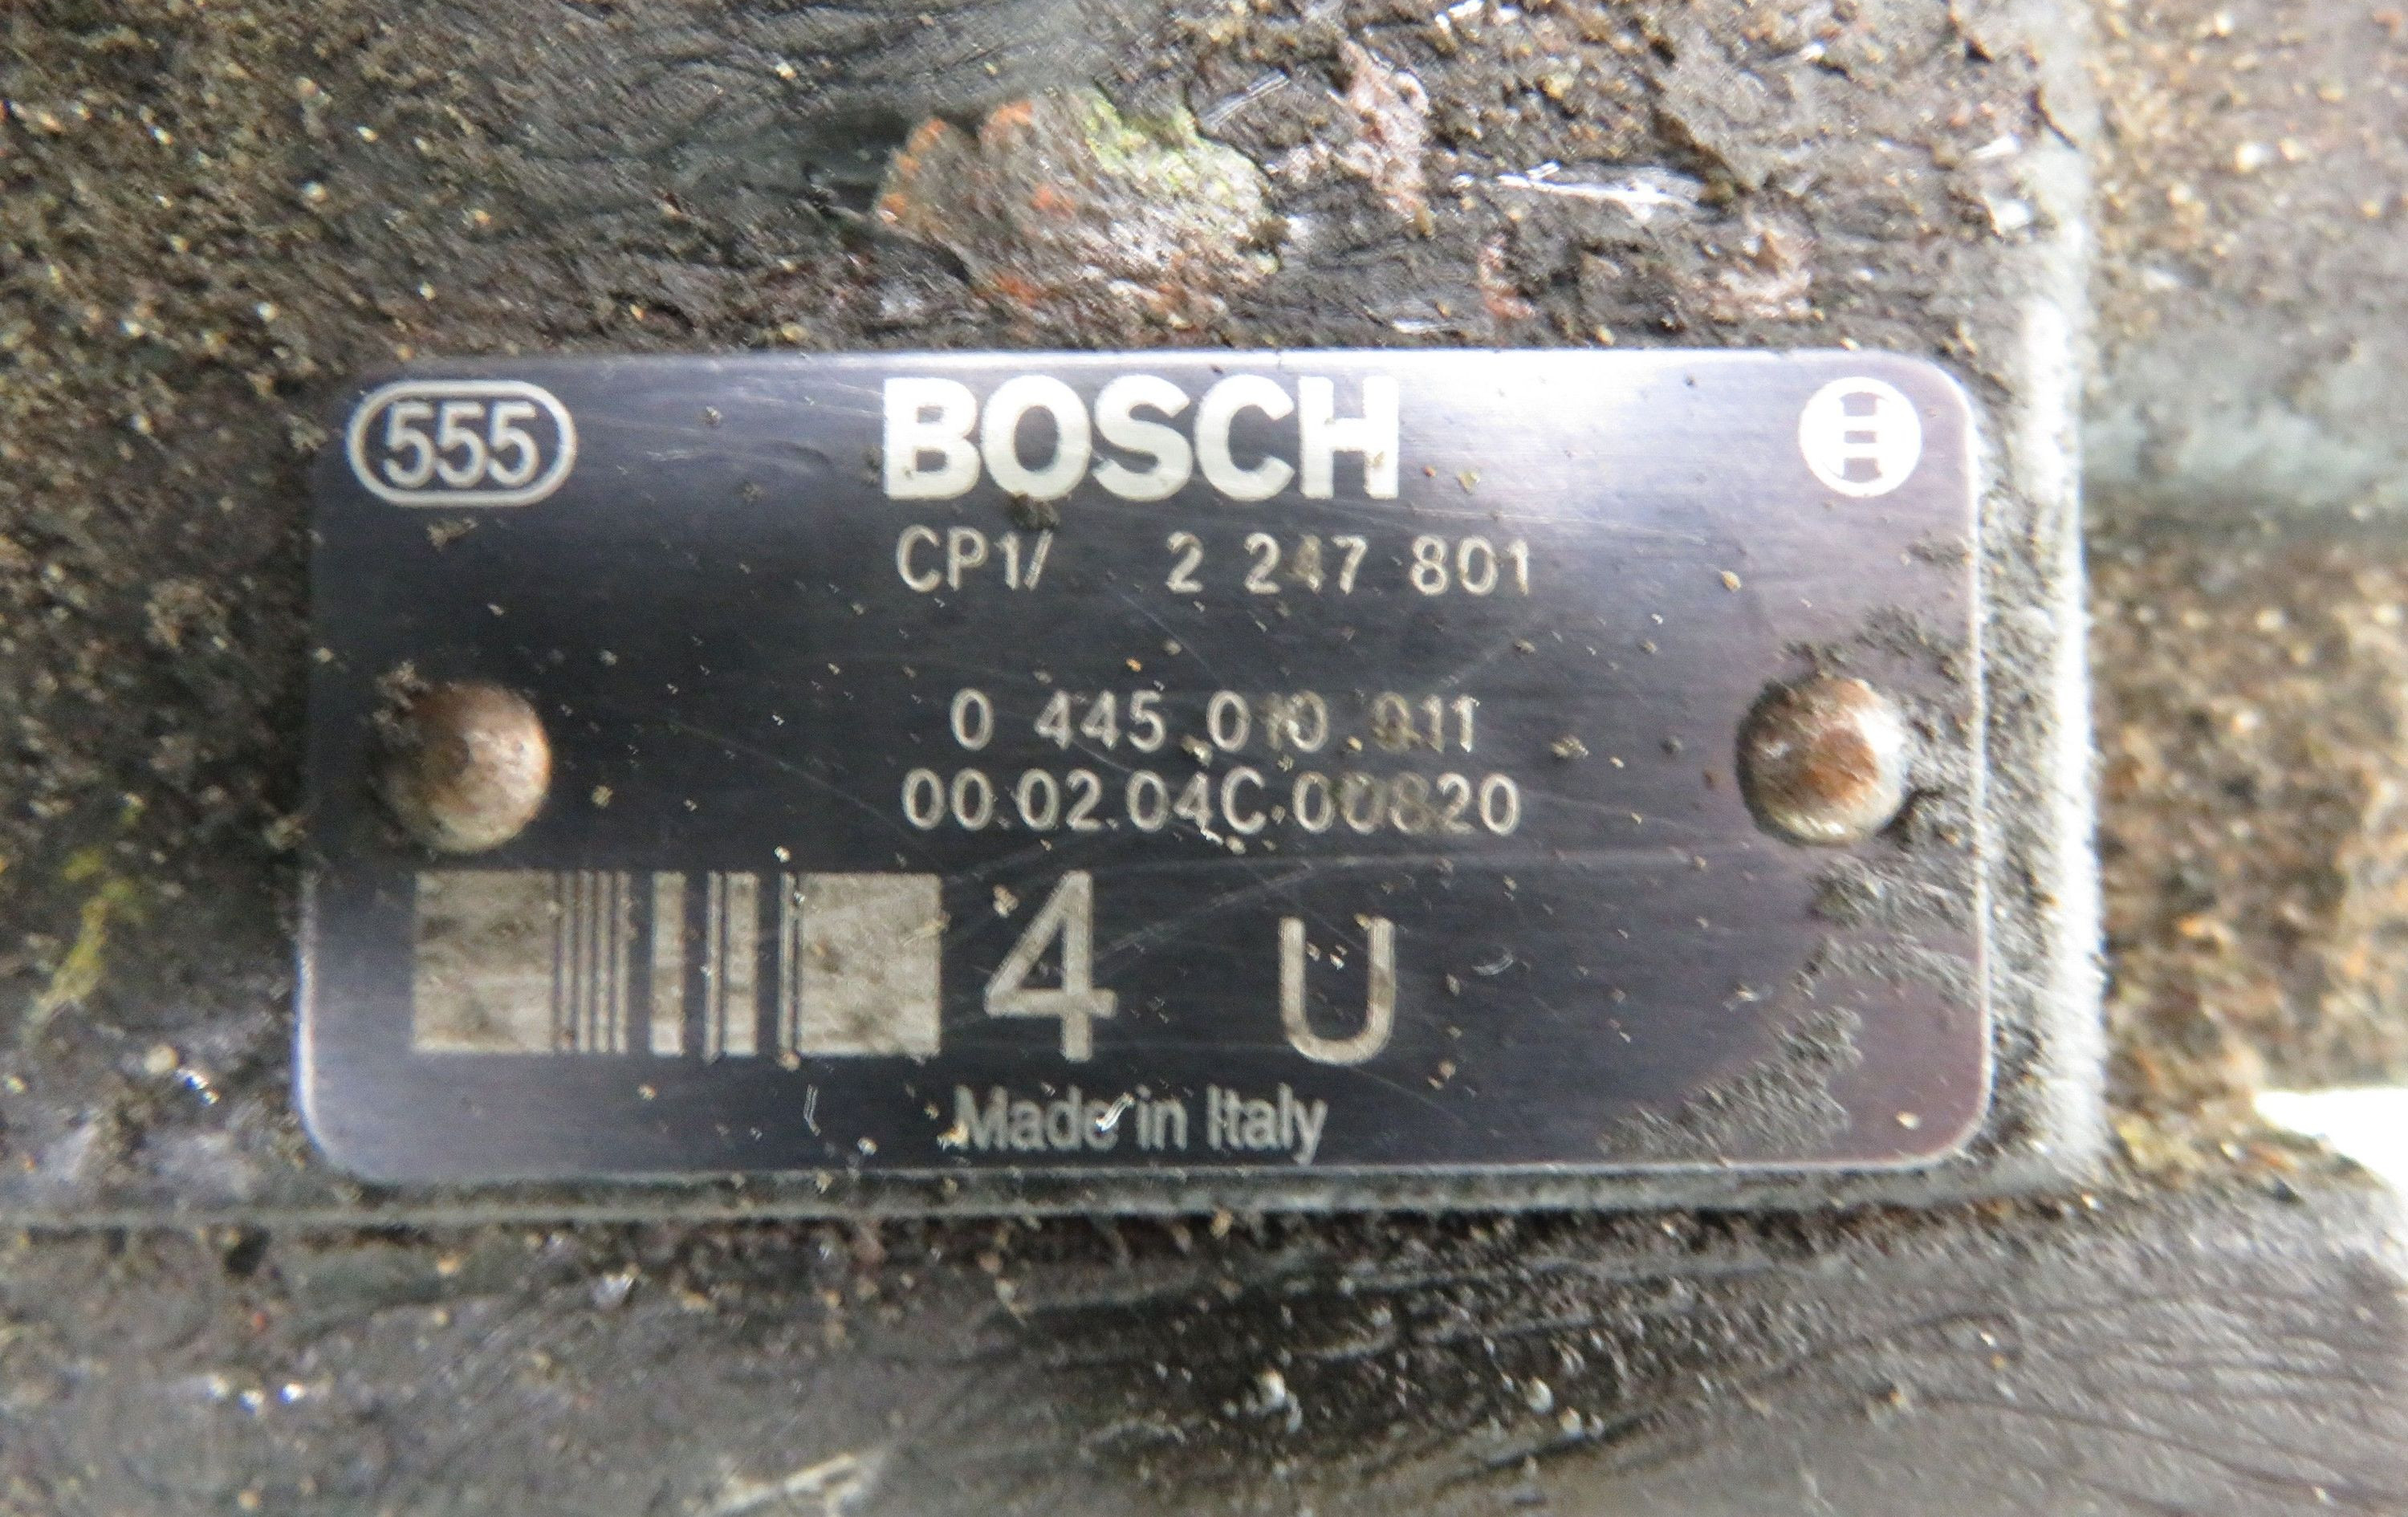 555 BOSCH
CP1/ 2 247 801
0 445 010 011
00.02.04C.00820
4 U
Made in Italy